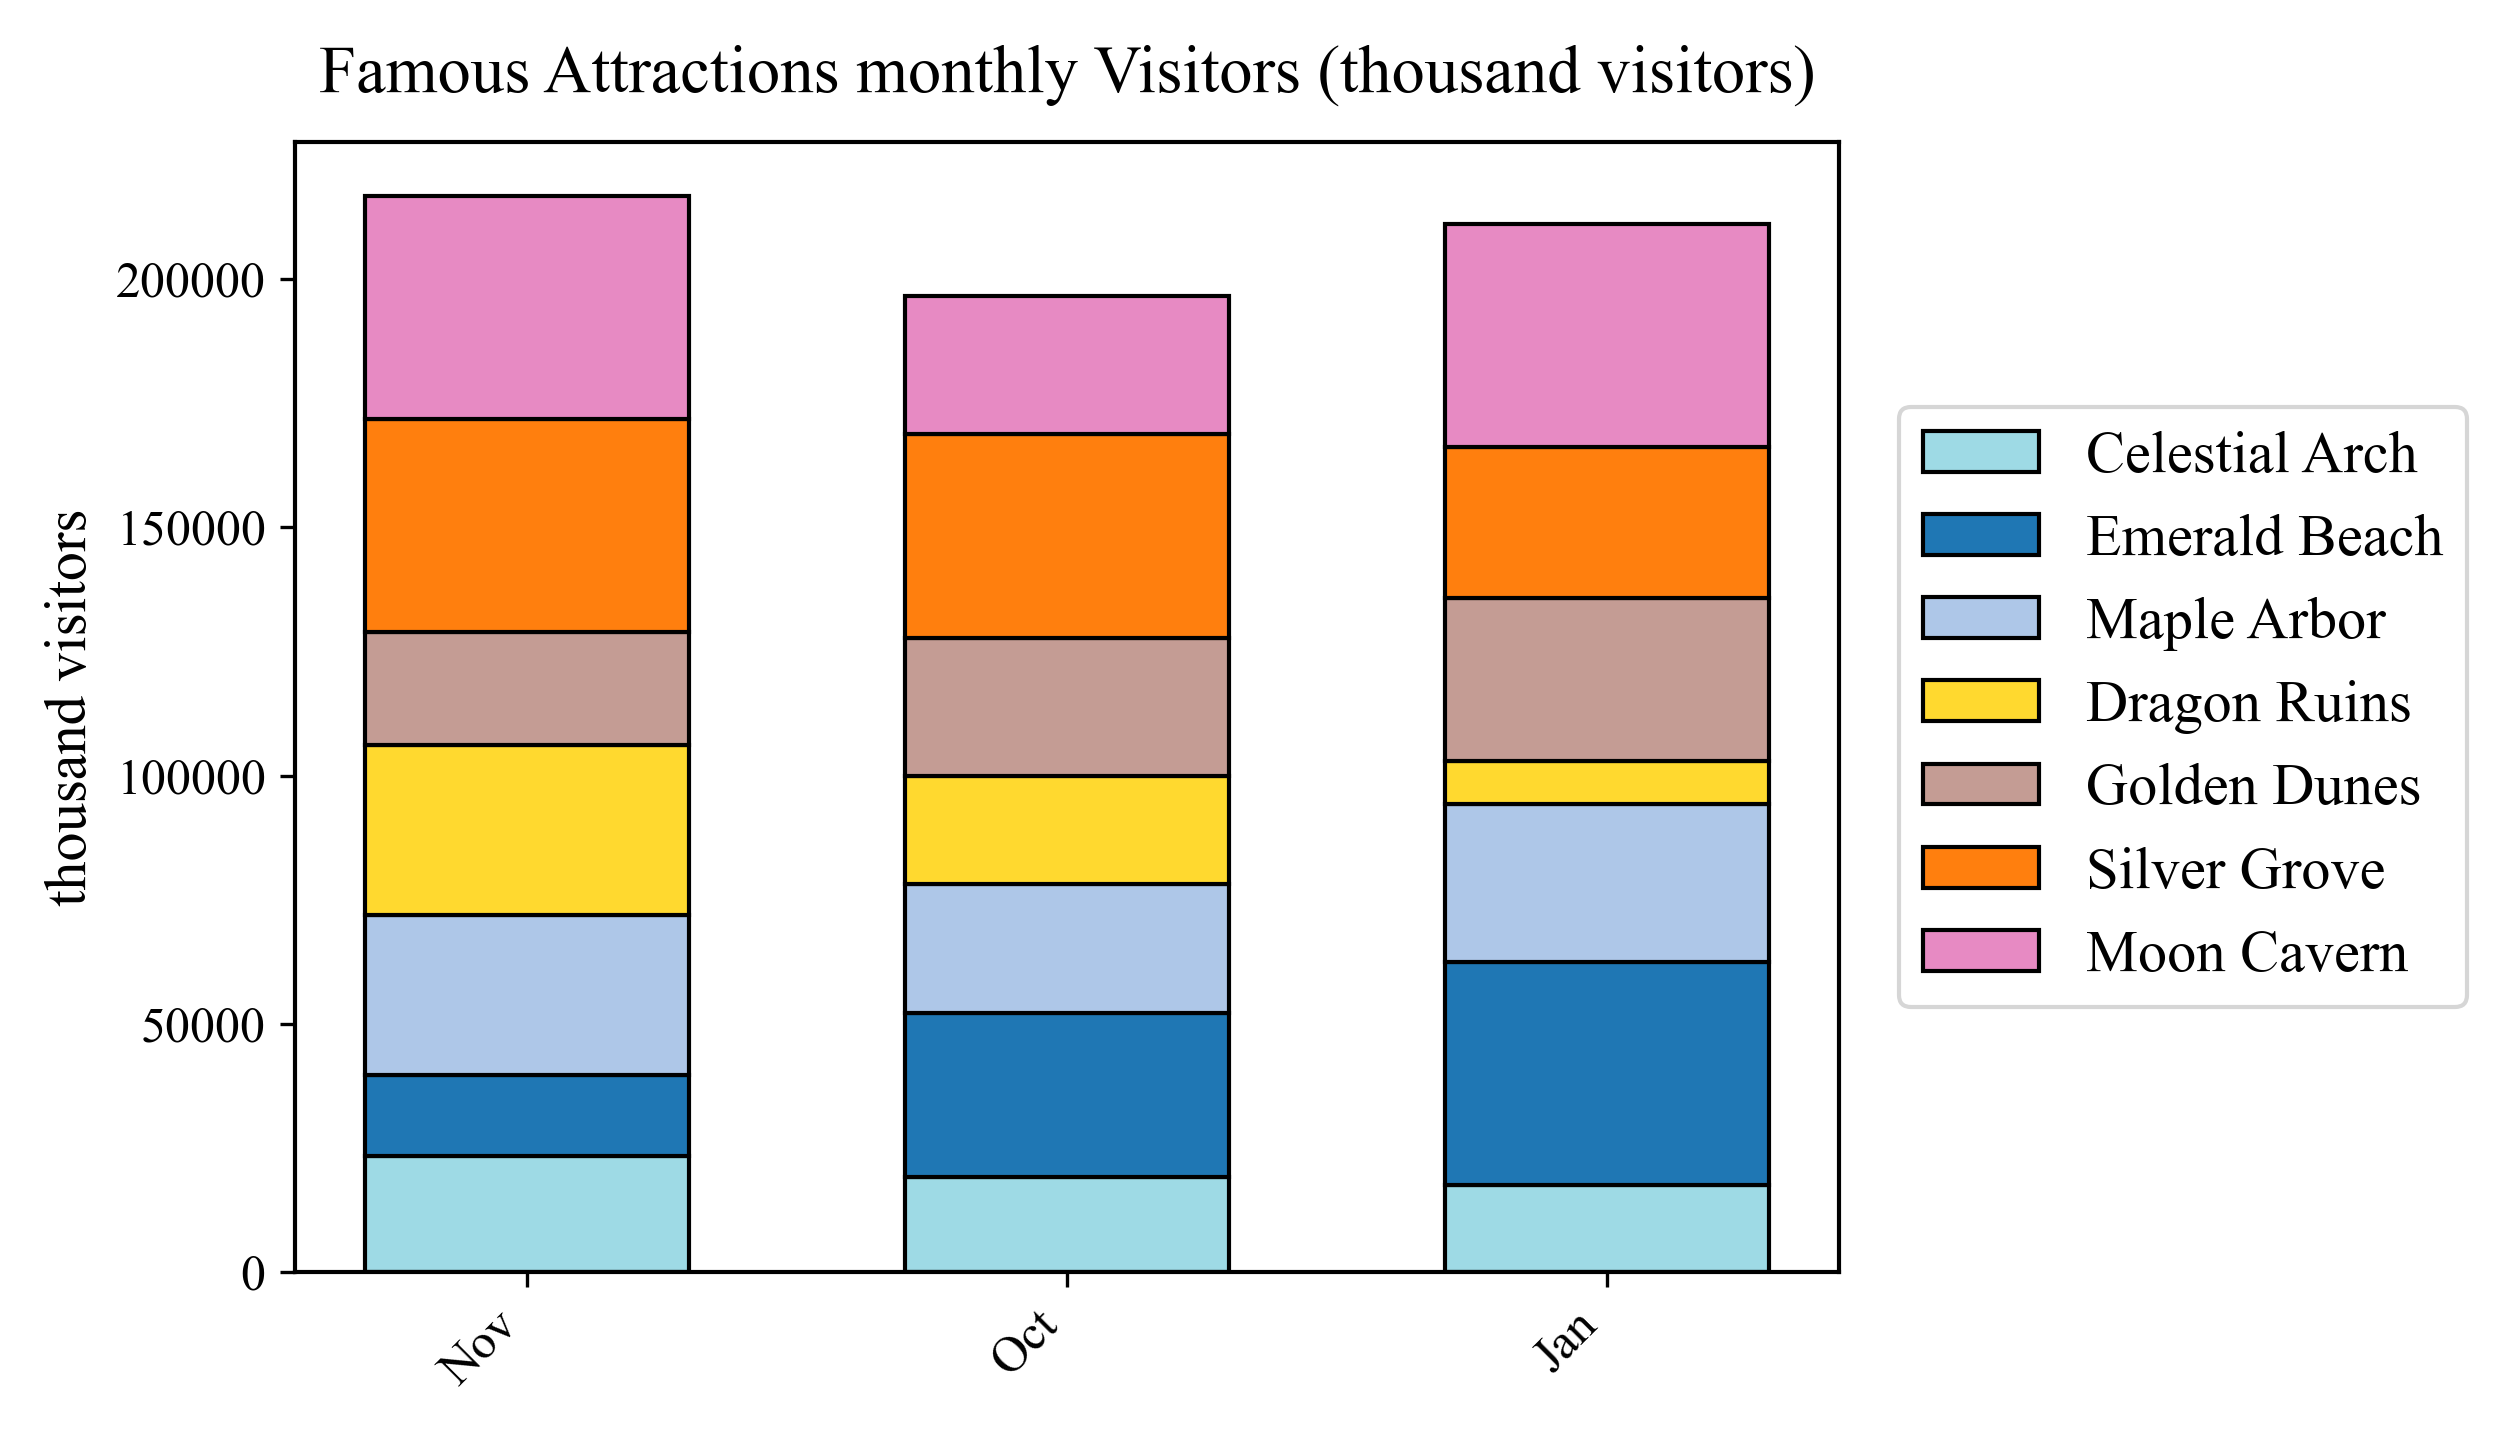 Famous Attractions monthly Visitors (thousand visitors)
thousand visitors
200000
150000
100000
50000
0
Nov
Oct
Jan
Celestial Arch
Emerald Beach
Maple Arbor
Dragon Ruins
Golden Dunes
Silver Grove
Moon Cavern